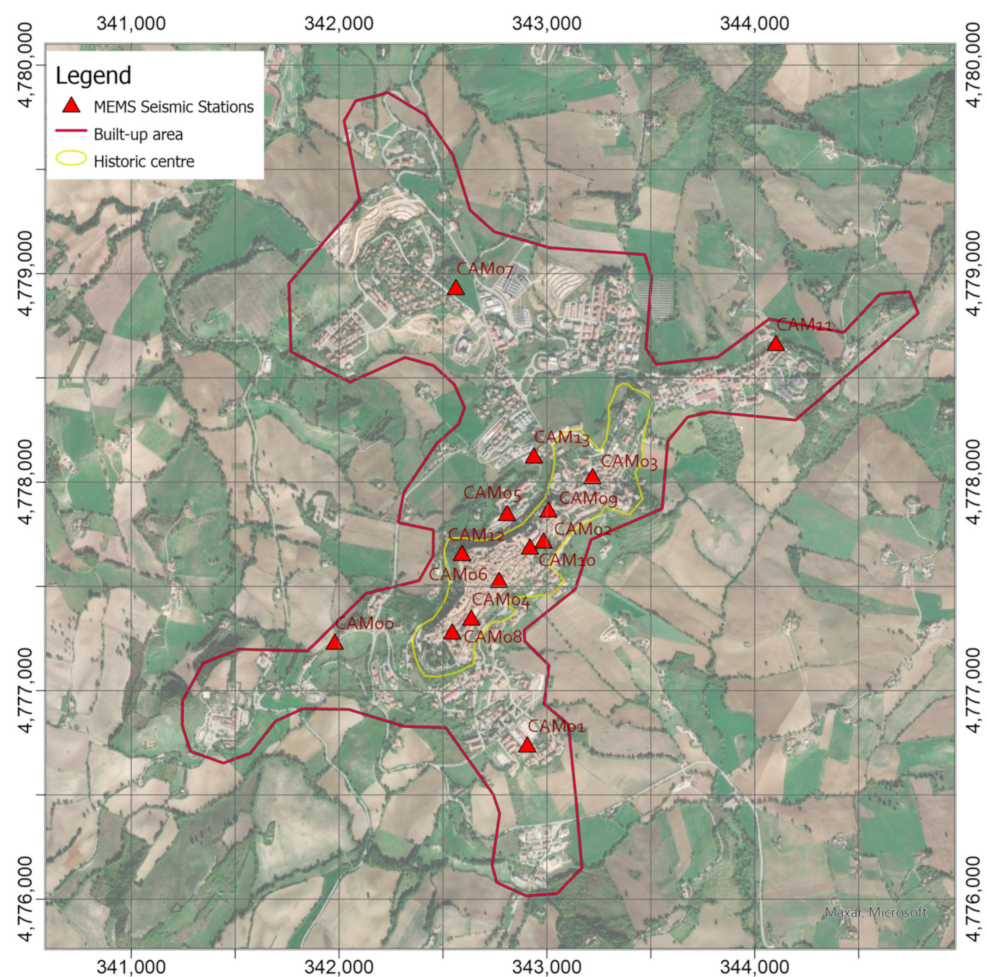 341,000 342,000 343,000 344,000
4,780,000 4,780,000
Legend
MEMS Seismic Stations
Built-up area
Historic centre
4,779,000 4,779,000
CAM07
CAM11
CAM13
CAM03
4,778,000 4,778,000
CAM05
CAM09
CAM12
CAM02
CAM10
CAM06
CAM04
CAM00
CAM08
4,777,000 4,777,000
CAM01
4,776,000 4,776,000
Maxar, Microsoft
341,000 342,000 343,000 344,000